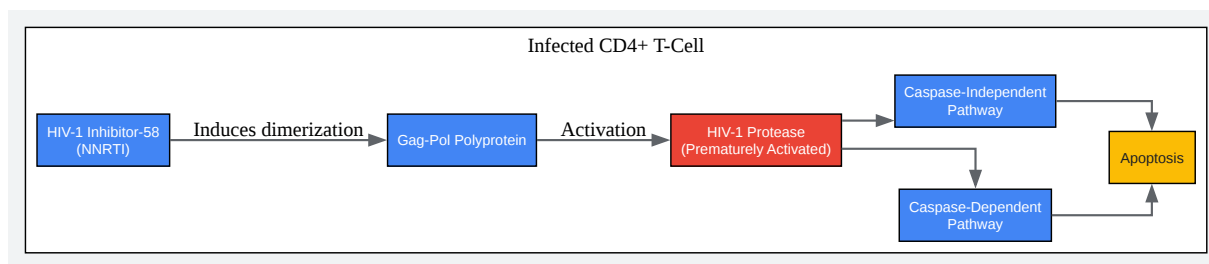 Infected CD4+ T-Cell
HIV-1 Inhibitor-58
(NNRTI)
Induces dimerization
Gag-Pol Polyprotein
Activation
HIV-1 Protease
(Prematurely Activated)
Caspase-Independent
Pathway
Caspase-Dependent
Pathway
Apoptosis